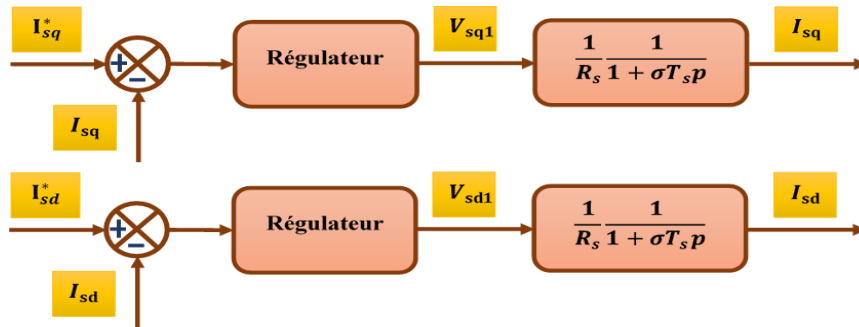 I*sq
+
−
Régulateur
Vsq1
1/Rs 1/(1 + σTsp)
Isq
Isq
I*sd
+
−
Régulateur
Vsd1
1/Rs 1/(1 + σTsp)
Isd
Isd